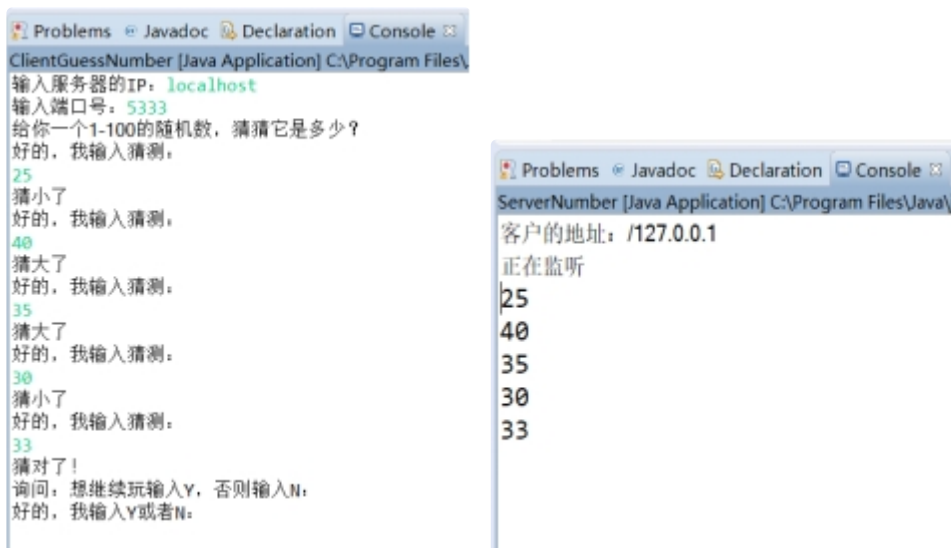 Problems @ Javadoc Declaration Console
ClientGuessNumber [Java Application] C:\Program Files\
输入服务器的IP：localhost
输入端口号：5333
给你一个1-100的随机数，猜猜它是多少？
好的，我输入猜测：
25
猜小了
好的，我输入猜测：
40
猜大了
好的，我输入猜测：
35
猜大了
好的，我输入猜测：
30
猜小了
好的，我输入猜测：
33
猜对了！
询问：想继续玩输入Y，否则输入N：
好的，我输入Y或者N：
Problems @ Javadoc Declaration Console
ServerNumber [Java Application] C:\Program Files\Java\
客户的地址：/127.0.0.1
正在监听
25
40
35
30
33